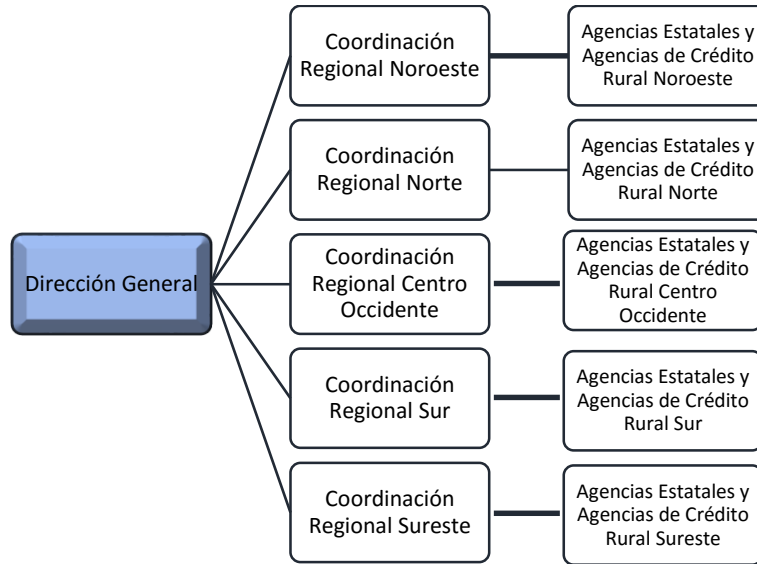 Dirección General
Coordinación
Regional Noroeste
Agencias Estatales y
Agencias de Crédito
Rural Noroeste
Coordinación
Regional Norte
Agencias Estatales y
Agencias de Crédito
Rural Norte
Coordinación
Regional Centro
Occidente
Agencias Estatales y
Agencias de Crédito
Rural Centro
Occidente
Coordinación
Regional Sur
Agencias Estatales y
Agencias de Crédito
Rural Sur
Coordinación
Regional Sureste
Agencias Estatales y
Agencias de Crédito
Rural Sureste